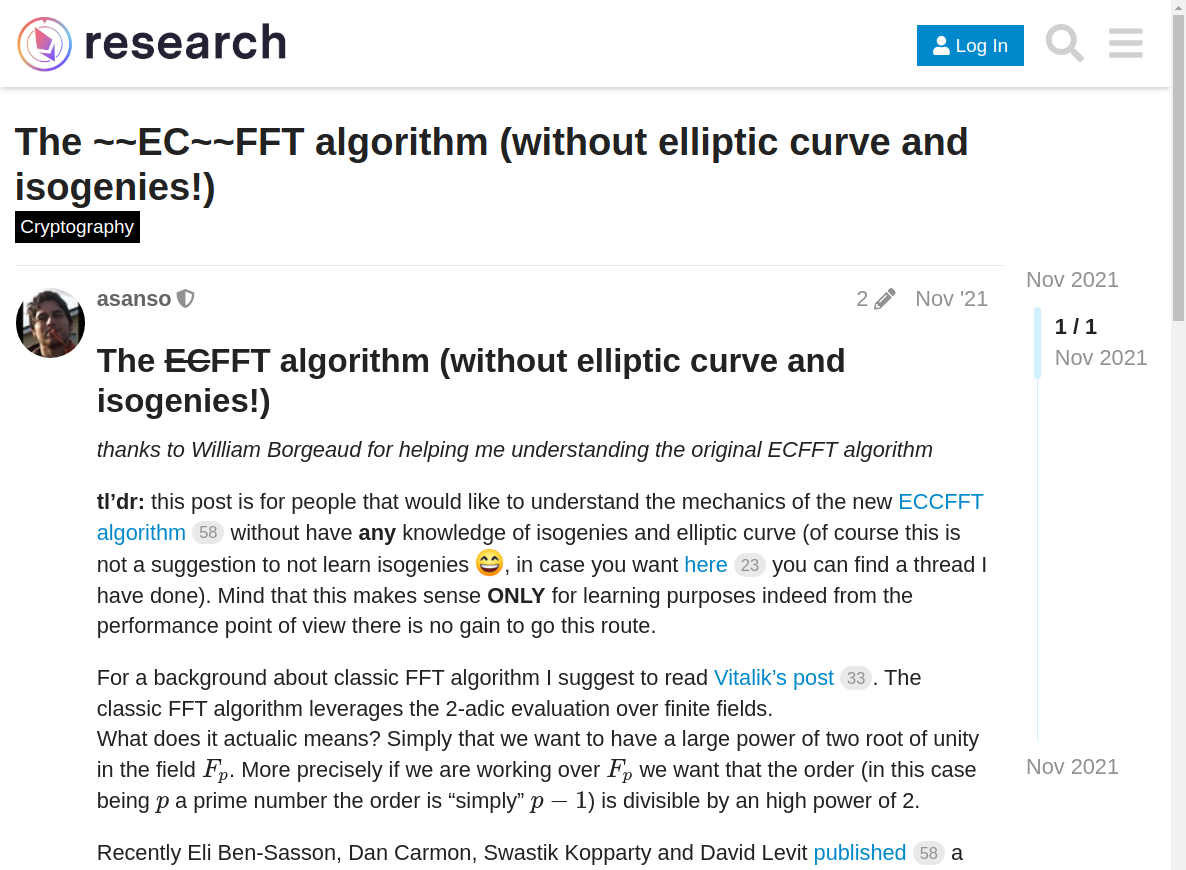 research
Log In
The ~~EC~~FFT algorithm (without elliptic curve and
isogenies!)
Cryptography
asanso
2
Nov '21
The ECFFT algorithm (without elliptic curve and
isogenies!)
thanks to William Borgeaud for helping me understanding the original ECFFT algorithm
tl’dr: this post is for people that would like to understand the mechanics of the new ECCFFT
algorithm 58 without have any knowledge of isogenies and elliptic curve (of course this is
not a suggestion to not learn isogenies 😄, in case you want here 23 you can find a thread I
have done). Mind that this makes sense ONLY for learning purposes indeed from the
performance point of view there is no gain to go this route.
For a background about classic FFT algorithm I suggest to read Vitalik’s post 33 . The
classic FFT algorithm leverages the 2-adic evaluation over finite fields.
What does it actualic means? Simply that we want to have a large power of two root of unity
in the field F_p. More precisely if we are working over F_p we want that the order (in this case
being p a prime number the order is “simply” p − 1) is divisible by an high power of 2.
Recently Eli Ben-Sasson, Dan Carmon, Swastik Kopparty and David Levit published 58 a
Nov 2021
1 / 1
Nov 2021
Nov 2021